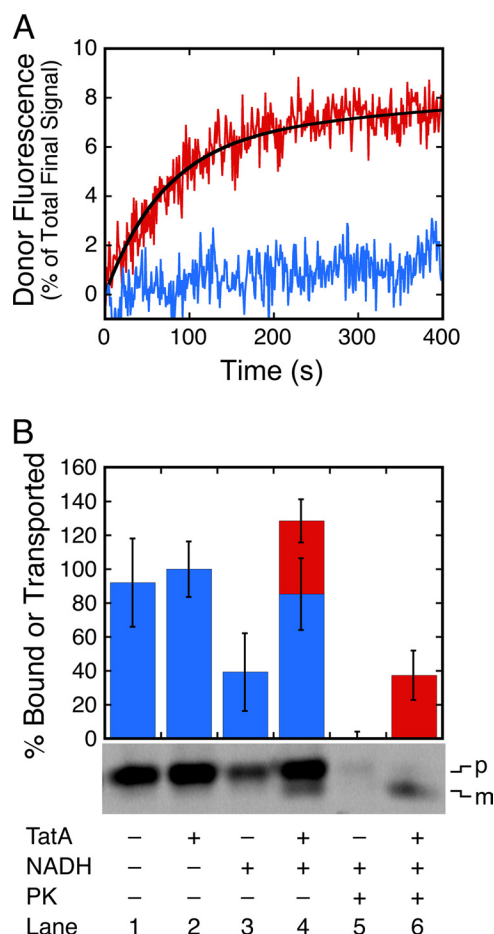 A
Donor Fluorescence
(% of Total Final Signal)
10
8
6
4
2
0
0 100 200 300 400
Time (s)
B
% Bound or Transported
160
140
120
100
80
60
40
20
0
p
m
TatA – + – + – +
NADH – – + + + +
PK – – – – + +
Lane 1 2 3 4 5 6